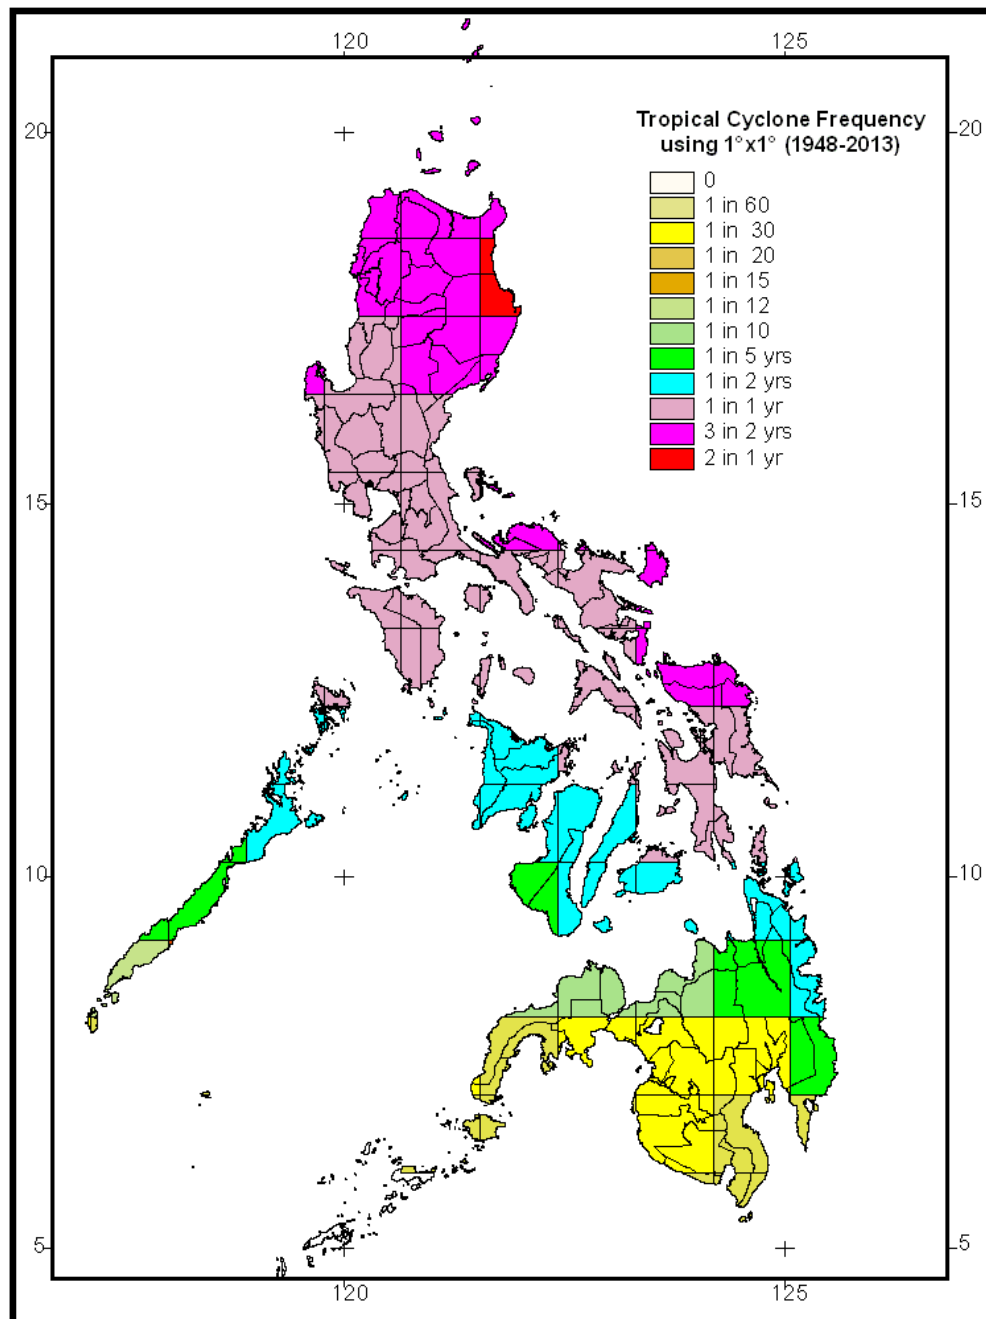 120 125
20 20
Tropical Cyclone Frequency
using 1°x1° (1948-2013)
0
1 in 60
1 in 30
1 in 20
1 in 15
1 in 12
1 in 10
1 in 5 yrs
1 in 2 yrs
1 in 1 yr
3 in 2 yrs
2 in 1 yr
15 15
10 10
5 5
120 125